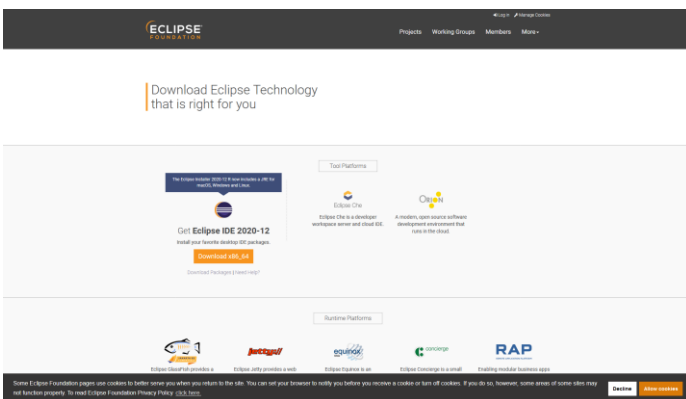 Log in Manage Cookies
ECLIPSE
FOUNDATION
Projects Working Groups Members More
Download Eclipse Technology
that is right for you
Tool Platforms
The Eclipse Installer 2020-12 R now includes a JRE for
macOS, Windows and Linux.
Get Eclipse IDE 2020-12
Install your favorite desktop IDE packages.
Download x86_64
Download Packages | Need Help?
Eclipse Che
Eclipse Che is a developer
workspace server and cloud IDE.
ORION
A modern, open source software
development environment that
runs in the cloud.
Runtime Platforms
jetty://
equinox
concierge
RAP
Eclipse GlassFish provides a
Eclipse Jetty provides a web
Eclipse Equinox is an
Eclipse Concierge is a small
Enabling modular business apps
Some Eclipse Foundation pages use cookies to better serve you when you return to the site. You can set your browser to notify you before you receive a cookie or turn off cookies. If you do so, however, some areas of some sites may
not function properly. To read Eclipse Foundation Privacy Policy click here.
Decline
Allow cookies